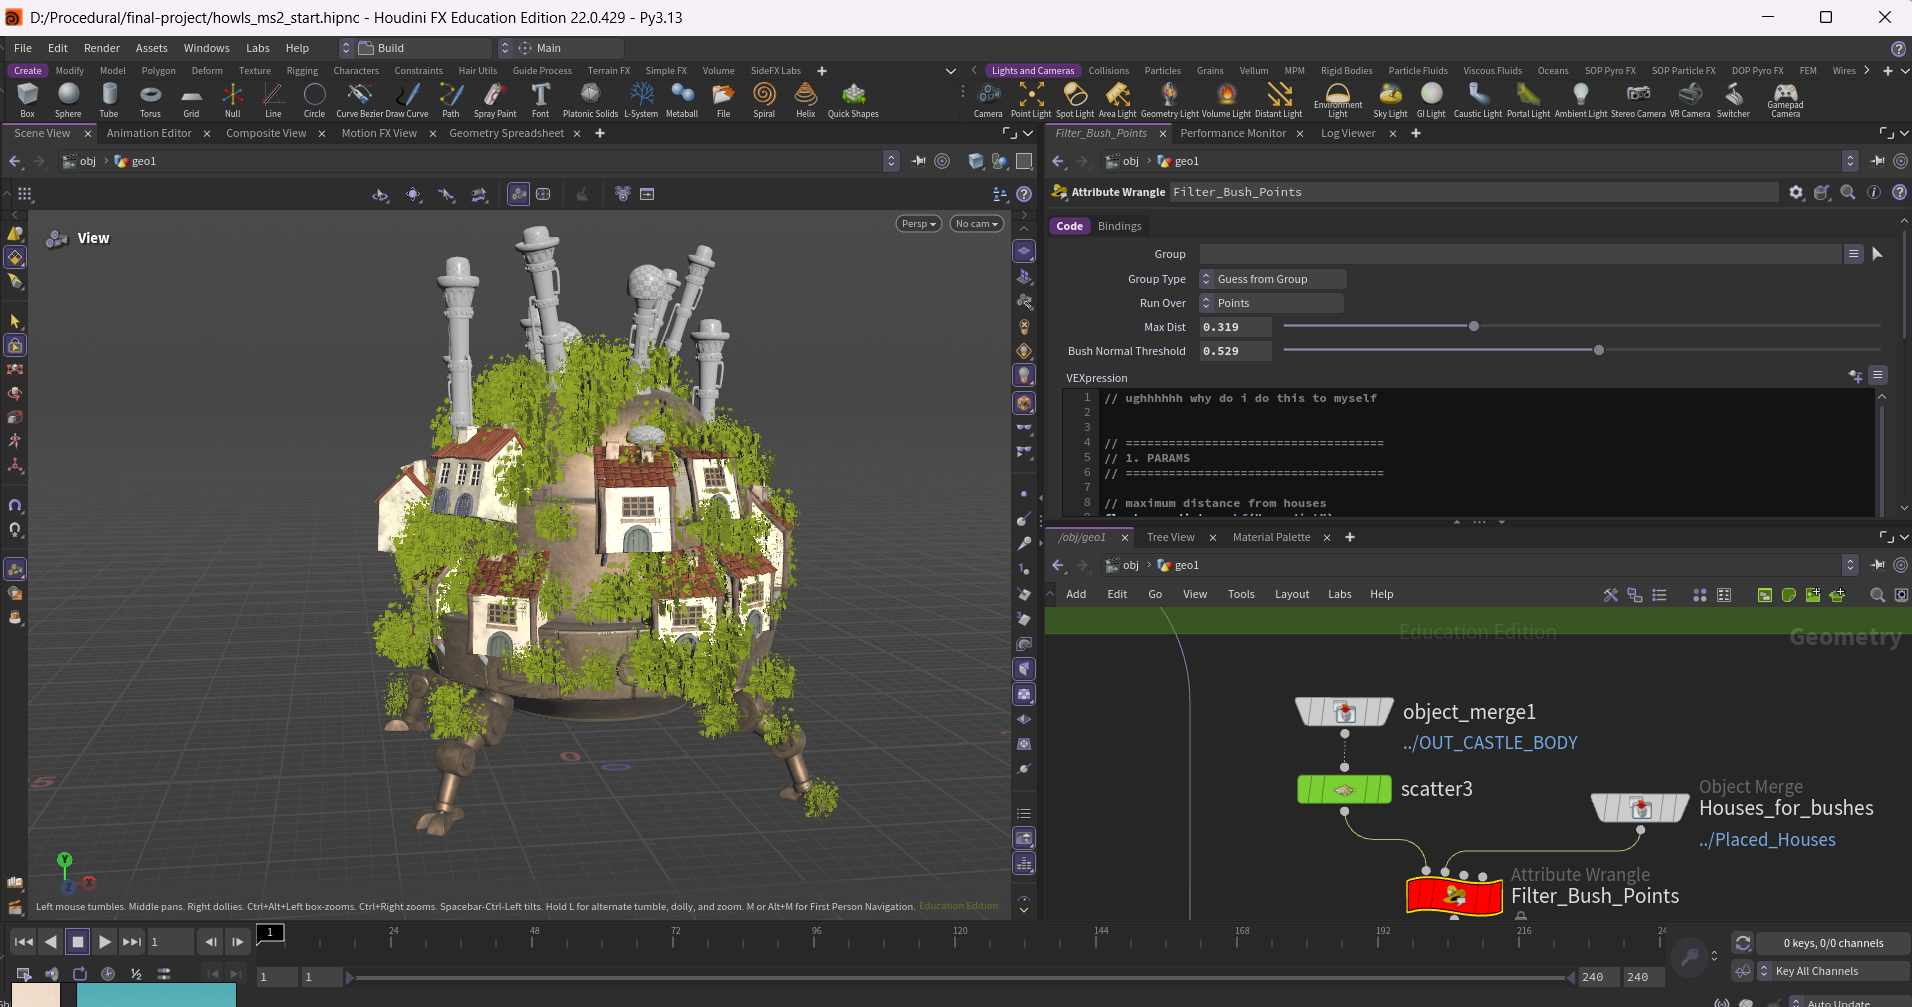 D:/Procedural/final-project/howls_ms2_start.hipnc - Houdini FX Education Edition 22.0.429 - Py3.13
File Edit Render Assets Windows Labs Help Build Main
Create Modify Model Polygon Deform Texture Rigging Characters Constraints Hair Utils Guide Process Terrain FX Simple FX Volume SideFX Labs
Lights and Cameras Collisions Particles Grains Vellum MPM Rigid Bodies Particle Fluids Viscous Fluids Oceans SOP Pyro FX SOP Particle FX DOP Pyro FX FEM Wires
Box Sphere Tube Torus Grid Null Line Circle Curve Bezier Draw Curve Path Spray Paint Font Platonic Solids L-System Metaball File Spiral Helix Quick Shapes
Camera Point Light Spot Light Area Light Geometry Light Volume Light Distant Light Environment Light Sky Light GI Light Caustic Light Portal Light Ambient Light Stereo Camera VR Camera Switcher Gamepad Camera
Scene View Animation Editor Composite View Motion FX View Geometry Spreadsheet
obj geo1
View
Persp No cam
Left mouse tumbles. Middle pans. Right dollies. Ctrl+Alt+Left box-zooms. Ctrl+Right zooms. Spacebar-Ctrl-Left tilts. Hold L for alternate tumble, dolly, and zoom. M or Alt+M for First Person Navigation. Education Edition
Y
Z X
Filter_Bush_Points Performance Monitor Log Viewer
obj geo1
Attribute Wrangle Filter_Bush_Points
Code Bindings
Group
Group Type Guess from Group
Run Over Points
Max Dist 0.319
Bush Normal Threshold 0.529
VEXpression
1 // ughhhhhh why do i do this to myself
2
3
4 // ====================================
5 // 1. PARAMS
6 // ====================================
7
8 // maximum distance from houses
/obj/geo1 Tree View Material Palette
obj geo1
Add Edit Go View Tools Layout Labs Help
Education Edition
Geometry
object_merge1
../OUT_CASTLE_BODY
scatter3
Object Merge
Houses_for_bushes
../Placed_Houses
Attribute Wrangle
Filter_Bush_Points
1 1 24 48 72 96 120 144 168 192 216
0 keys, 0/0 channels
1 1 240 240
Key All Channels
Auto Update